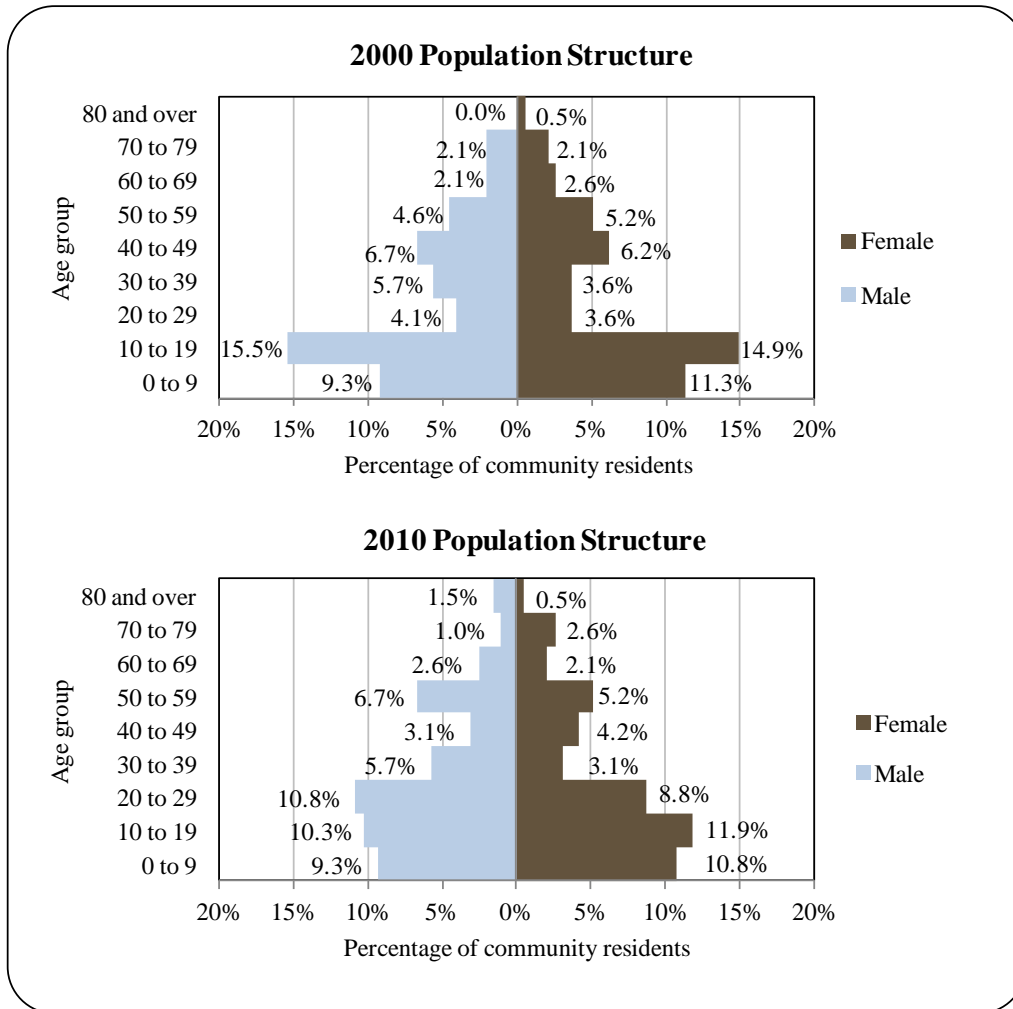 2000 Population Structure
80 and over 0.0% 0.5%
70 to 79 2.1% 2.1%
60 to 69 2.1% 2.6%
50 to 59 4.6% 5.2%
40 to 49 6.7% 6.2%
30 to 39 5.7% 3.6%
20 to 29 4.1% 3.6%
10 to 19 15.5% 14.9%
0 to 9 9.3% 11.3%
Age group
Female
Male
20% 15% 10% 5% 0% 5% 10% 15% 20%
Percentage of community residents
2010 Population Structure
80 and over 1.5% 0.5%
70 to 79 1.0% 2.6%
60 to 69 2.6% 2.1%
50 to 59 6.7% 5.2%
40 to 49 3.1% 4.2%
30 to 39 5.7% 3.1%
20 to 29 10.8% 8.8%
10 to 19 10.3% 11.9%
0 to 9 9.3% 10.8%
Age group
Female
Male
20% 15% 10% 5% 0% 5% 10% 15% 20%
Percentage of community residents